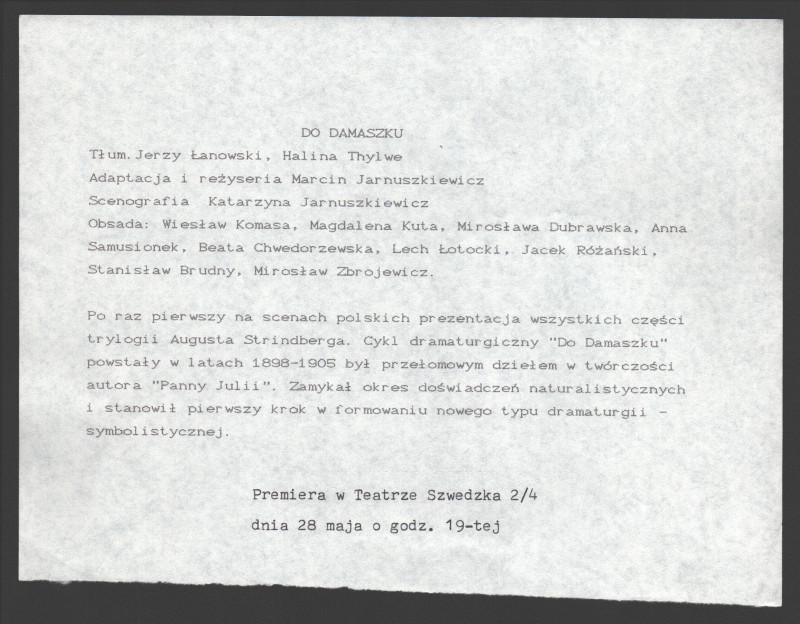 DO DAMASZKU
Tłum. Jerzy Łanowski, Halina Thylwe
Adaptacja i reżyseria Marcin Jarnuszkiewicz
Scenografia Katarzyna Jarnuszkiewicz
Obsada: Wiesław Komasa, Magdalena Kuta, Mirosława Dubrawska, Anna
Samusionek, Beata Chwedorzewska, Lech Łotocki, Jacek Różański,
Stanisław Brudny, Mirosław Zbrojewicz.
Po raz pierwszy na scenach polskich prezentacja wszystkich części
trylogii Augusta Strindberga. Cykl dramaturgiczny "Do Damaszku"
powstały w latach 1898-1905 był przełomowym dziełem w twórczości
autora "Panny Julii". Zamykał okres doświadczeń naturalistycznych
i stanowił pierwszy krok w formowaniu nowego typu dramaturgii -
symbolistycznej.
Premiera w Teatrze Szwedzka 2/4
dnia 28 maja o godz. 19-tej